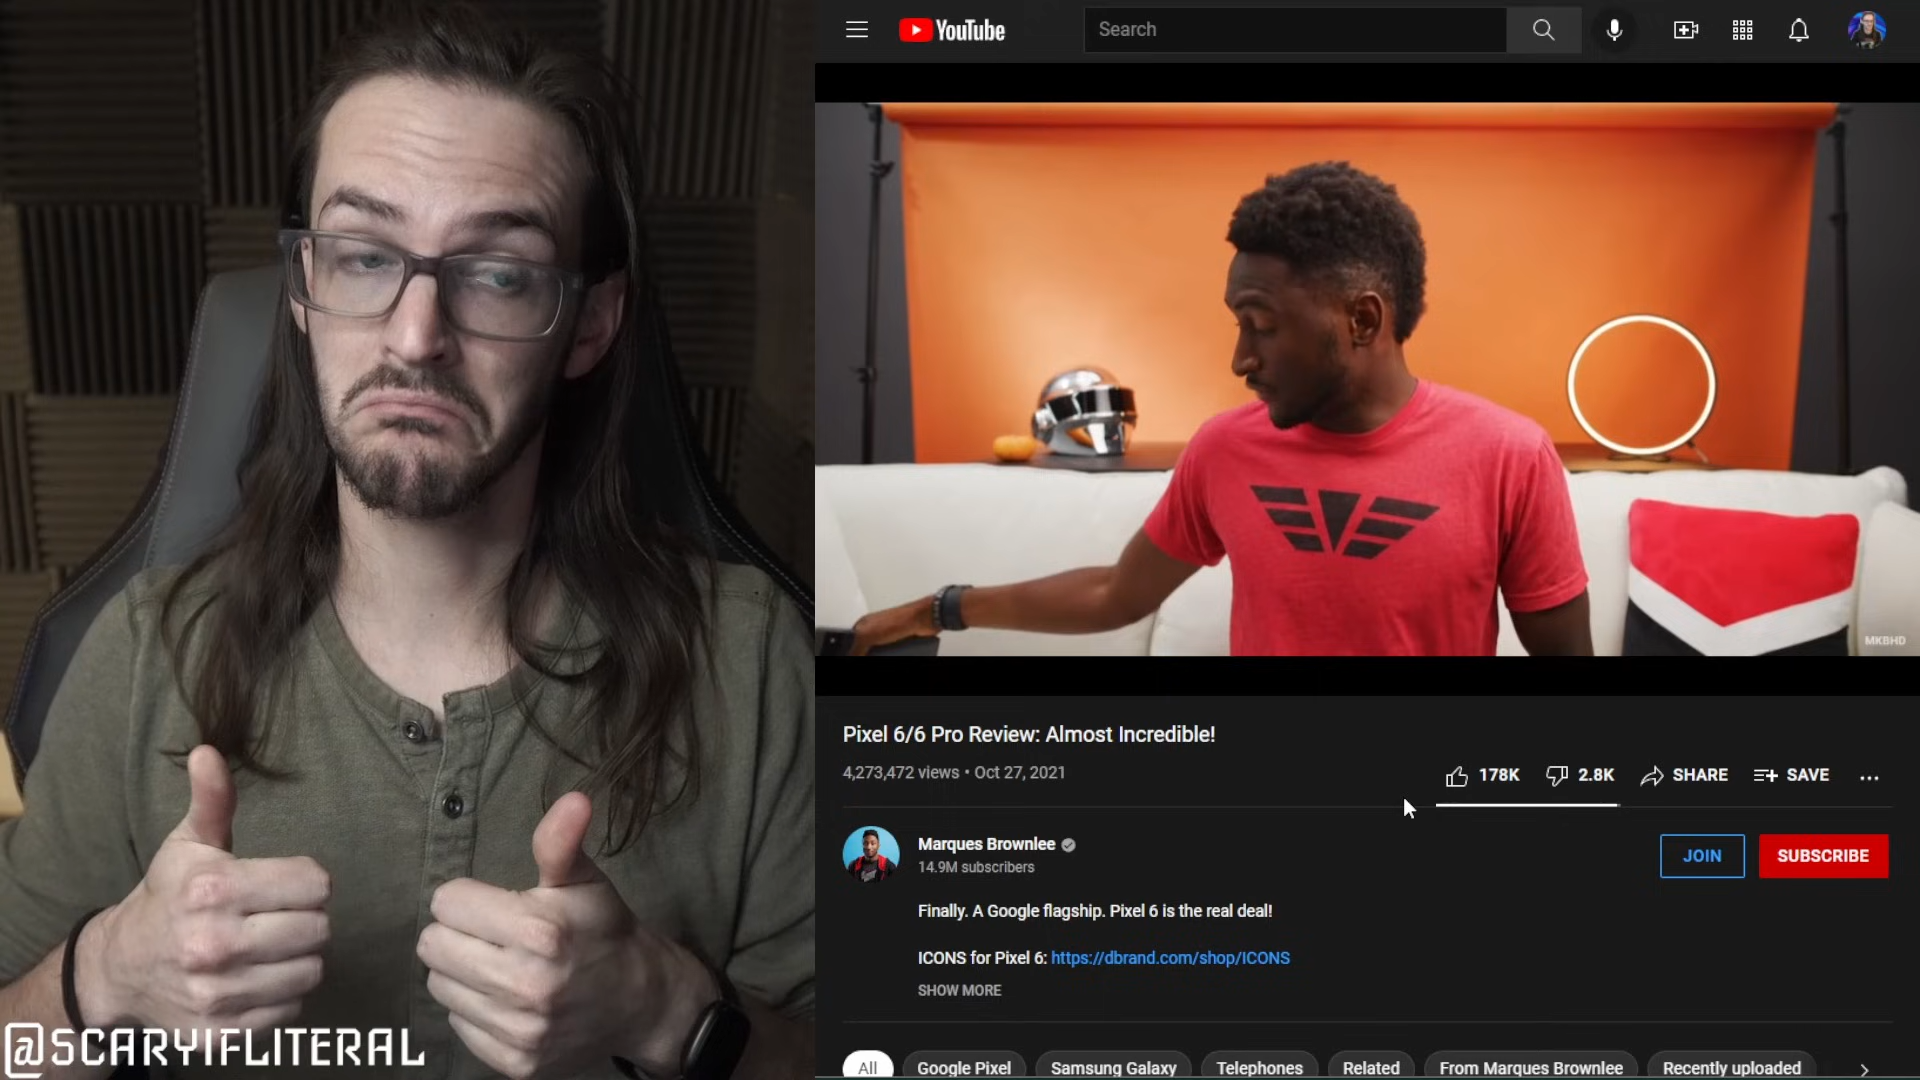 YouTube
Search
MKBHD
Pixel 6/6 Pro Review: Almost Incredible!
4,273,472 views • Oct 27, 2021
178K 2.8K SHARE SAVE
Marques Brownlee
14.9M subscribers
JOIN SUBSCRIBE
Finally. A Google flagship. Pixel 6 is the real deal!
ICONS for Pixel 6: https://dbrand.com/shop/ICONS
SHOW MORE
All Google Pixel Samsung Galaxy Telephones Related From Marques Brownlee Recently uploaded
@SCARYIFLITERAL